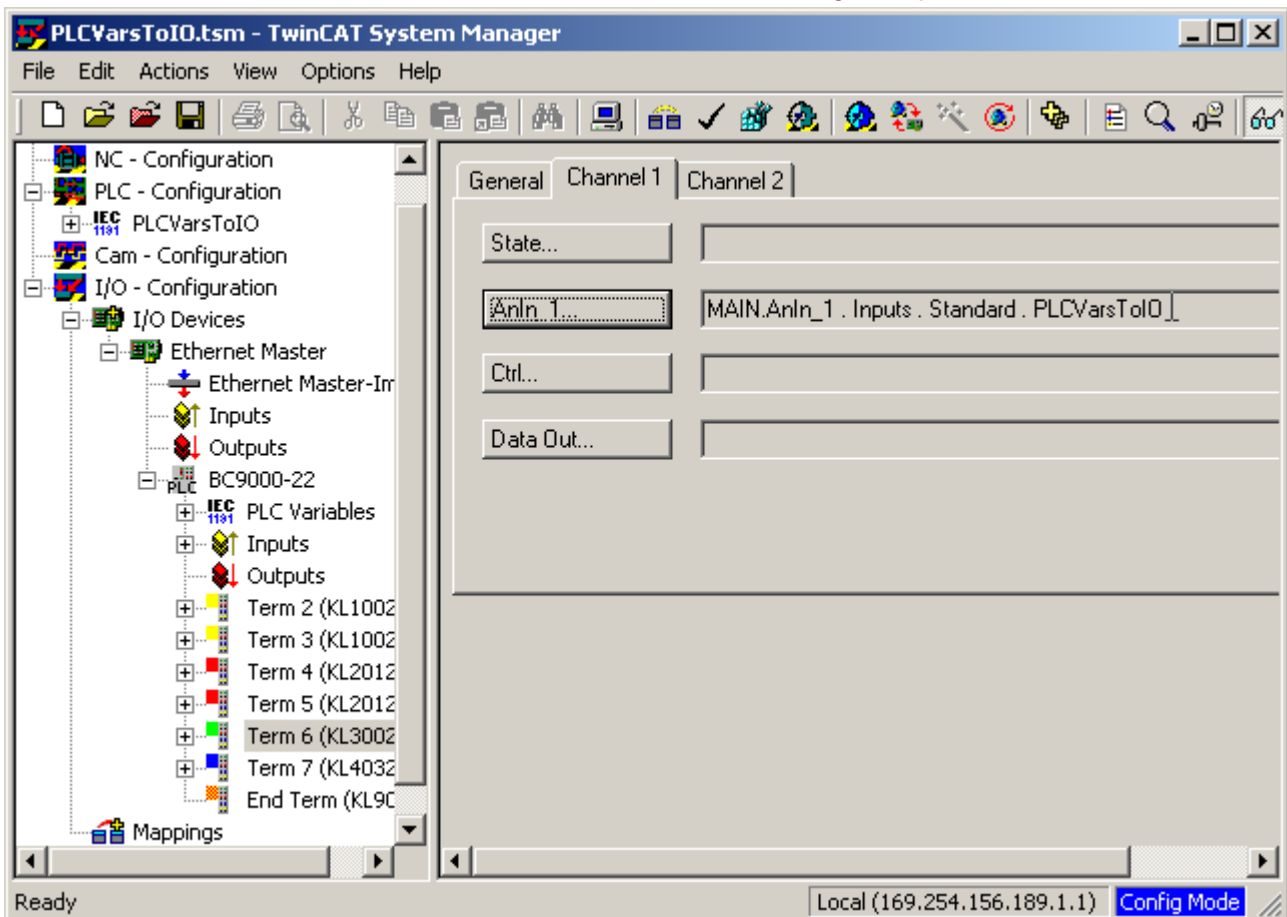 PLCVarsToIO.tsm - TwinCAT System Manager
File Edit Actions View Options Help
NC - Configuration
PLC - Configuration
IEC 1131 PLCVarsToIO
Cam - Configuration
I/O - Configuration
I/O Devices
Ethernet Master
Ethernet Master-Im
Inputs
Outputs
PLC BC9000-22
IEC 1131 PLC Variables
Inputs
Outputs
Term 2 (KL1002
Term 3 (KL1002
Term 4 (KL2012
Term 5 (KL2012
Term 6 (KL3002
Term 7 (KL4032
End Term (KL90
Mappings
General Channel 1 Channel 2
State...
AnIn_1... MAIN.AnIn_1 . Inputs . Standard . PLCVarsToIO
Ctrl...
Data Out...
Ready Local (169.254.156.189.1.1) Config Mode